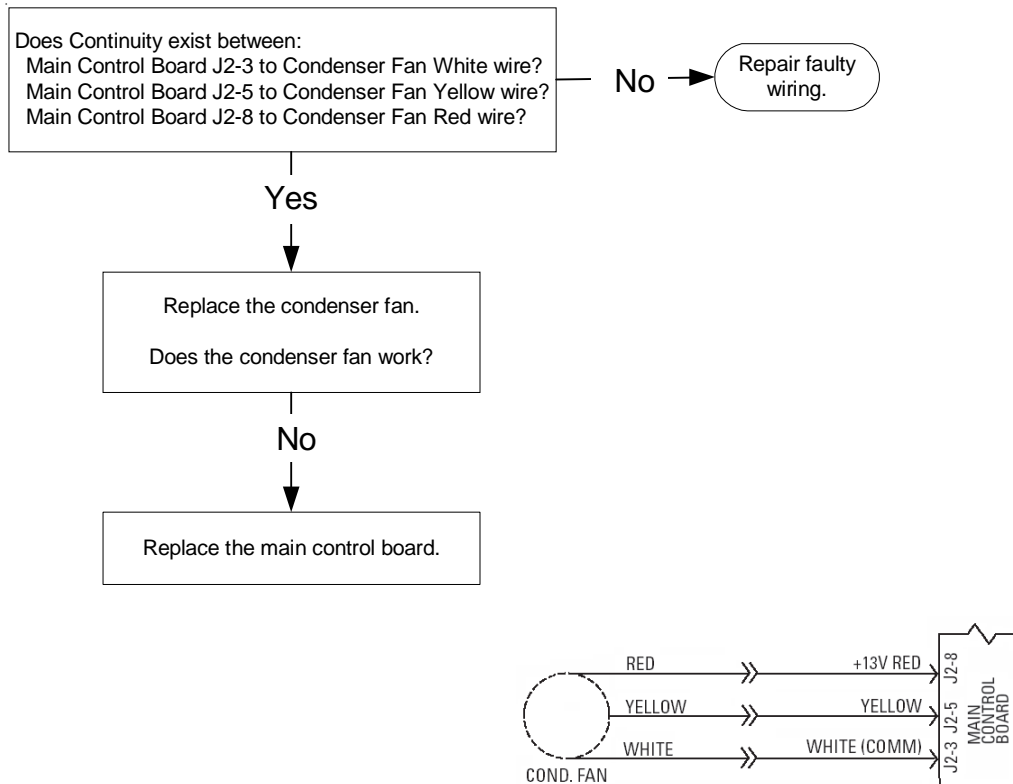 Does Continuity exist between:
Main Control Board J2-3 to Condenser Fan White wire?
Main Control Board J2-5 to Condenser Fan Yellow wire?
Main Control Board J2-8 to Condenser Fan Red wire?
No
Repair faulty
wiring.
Yes
Replace the condenser fan.
Does the condenser fan work?
No
Replace the main control board.
RED
+13V RED
J2-8
YELLOW
YELLOW
J2-5
WHITE
WHITE (COMM)
J2-3
MAIN
CONTROL
BOARD
COND. FAN